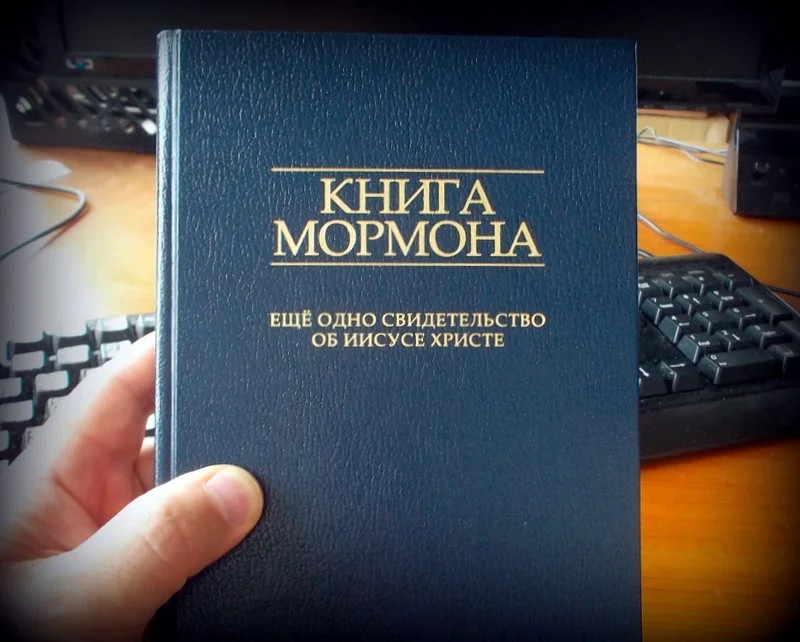 КНИГА
МОРМОНА
ЕЩЁ ОДНО СВИДЕТЕЛЬСТВО
ОБ ИИСУСЕ ХРИСТЕ